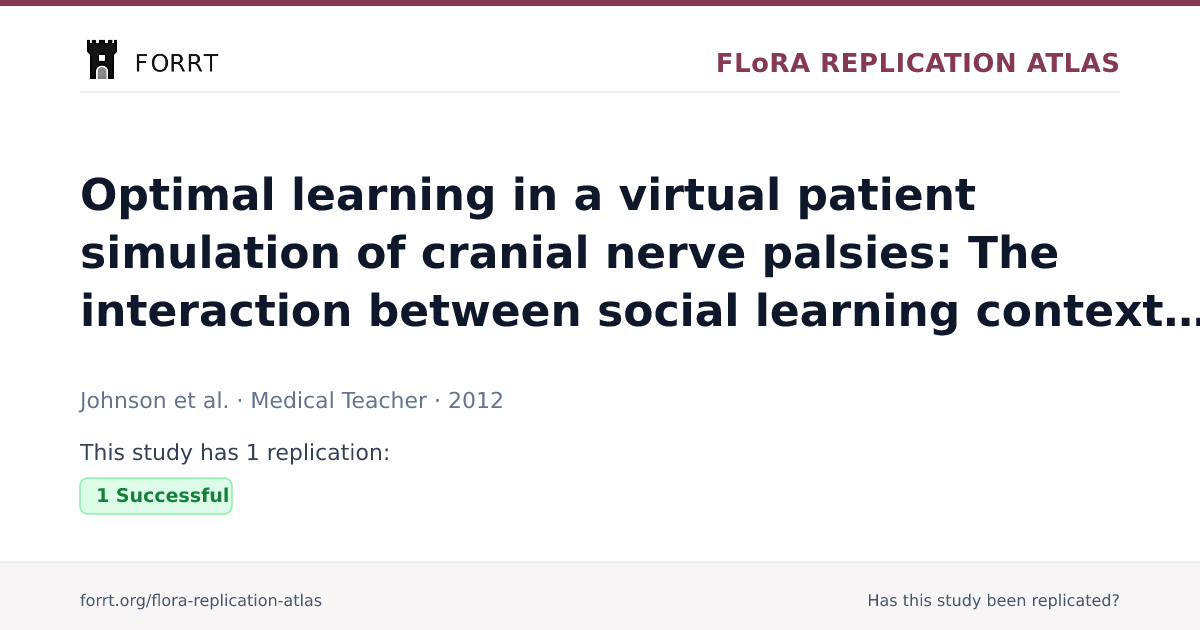 FORRT
FLoRA REPLICATION ATLAS
Optimal learning in a virtual patient
simulation of cranial nerve palsies: The
interaction between social learning context…
Johnson et al. · Medical Teacher · 2012
This study has 1 replication:
1 Successful
forrt.org/flora-replication-atlas
Has this study been replicated?